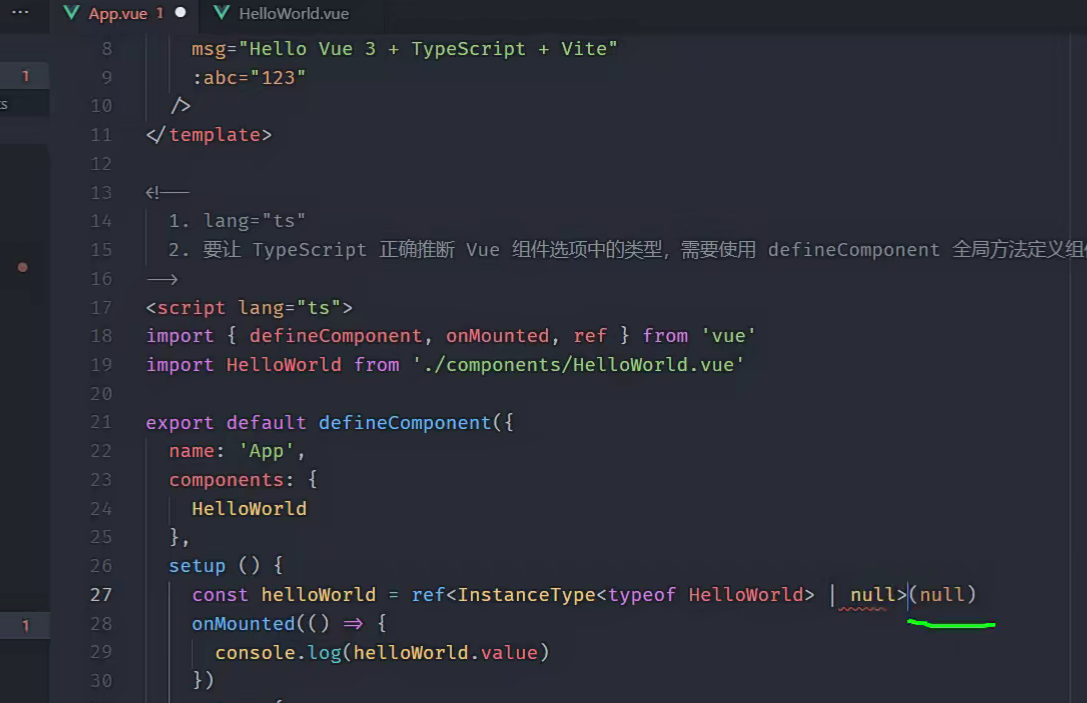 ··· App.vue 1 ● HelloWorld.vue
8 msg="Hello Vue 3 + TypeScript + Vite"
1
9 :abc="123"
10 />
11 </template>
12
13 <!--
14 1. lang="ts"
15 2. 要让 TypeScript 正确推断 Vue 组件选项中的类型，需要使用 defineComponent 全局方法定义组
16 -->
17 <script lang="ts">
18 import { defineComponent, onMounted, ref } from 'vue'
19 import HelloWorld from './components/HelloWorld.vue'
20
21 export default defineComponent({
22 name: 'App',
23 components: {
24 HelloWorld
25 },
26 setup () {
27 const helloWorld = ref<InstanceType<typeof HelloWorld> | null>(null)
1
28 onMounted(() => {
29 console.log(helloWorld.value)
30 })